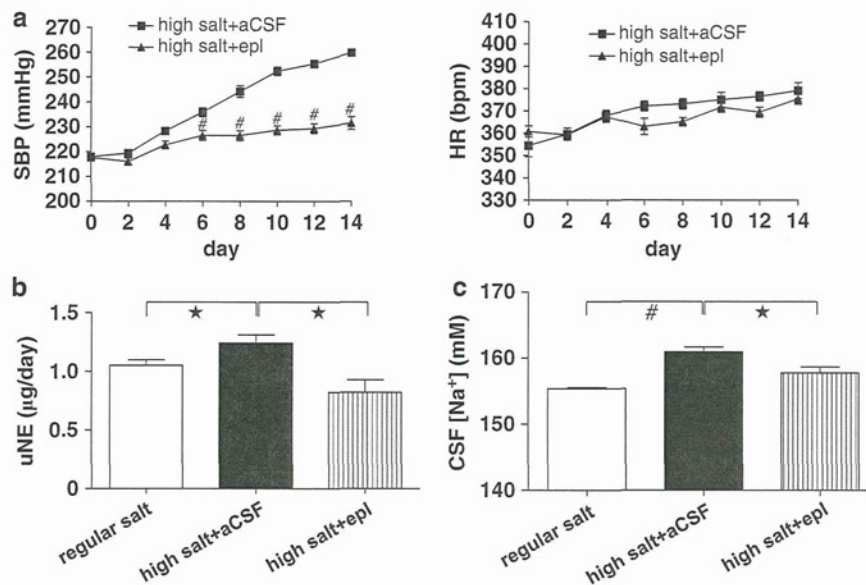 a
high salt+aCSF
high salt+epl
SBP (mmHg)
270
260
250
240
230
220
210
200
# # # # #
0 2 4 6 8 10 12 14
day
high salt+aCSF
high salt+epl
HR (bpm)
410
400
390
380
370
360
350
340
330
0 2 4 6 8 10 12 14
day
b
uNE (µg/day)
1.5
1.0
0.5
0
★ ★
regular salt
high salt+aCSF
high salt+epl
c
CSF [Na⁺] (mM)
170
160
150
140
# ★
regular salt
high salt+aCSF
high salt+epl